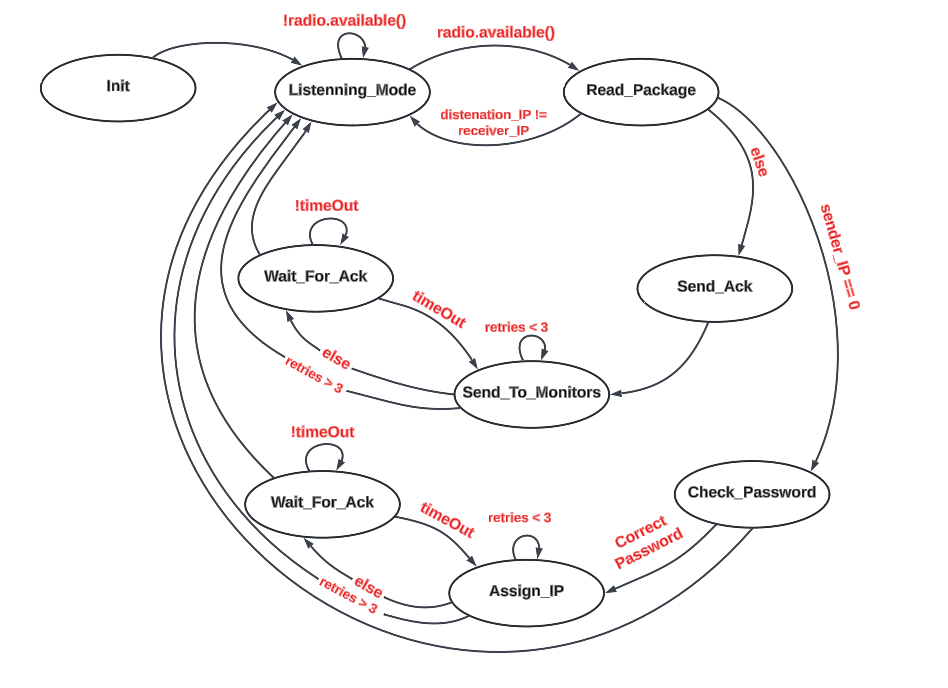 !radio.available()
radio.available()
Init
Listenning_Mode
Read_Package
distenation_IP !=
receiver_IP
else
!timeOut
sender_IP == 0
Wait_For_Ack
Send_Ack
timeOut
retries < 3
else
retries > 3
Send_To_Monitors
!timeOut
Check_Password
Wait_For_Ack
timeOut
retries < 3
Correct
Password
else
retries > 3
Assign_IP